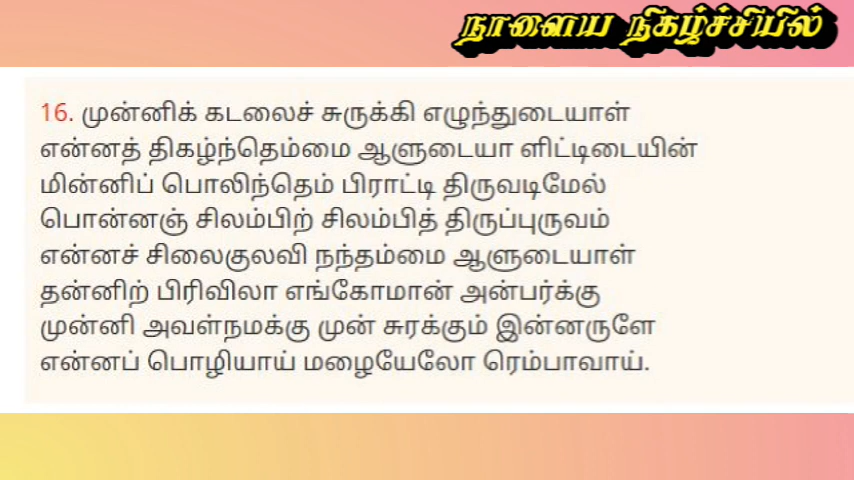 நாளைய நிகழ்ச்சியில்
16. முன்னிக் கடலைச் சுருக்கி எழுந்துடையாள்
என்னத் திகழ்ந்தெம்மை ஆளுடையா ளிட்டிடையின்
மின்னிப் பொலிந்தெம் பிராட்டி திருவடிமேல்
பொன்னஞ் சிலம்பிற் சிலம்பித் திருப்புருவம்
என்னச் சிலைகுலவி நந்தம்மை ஆளுடையாள்
தன்னிற் பிரிவிலா எங்கோமான் அன்பர்க்கு
முன்னி அவள்நமக்கு முன் சுரக்கும் இன்னருளே
என்னப் பொழியாய் மழையேலோ ரெம்பாவாய்.